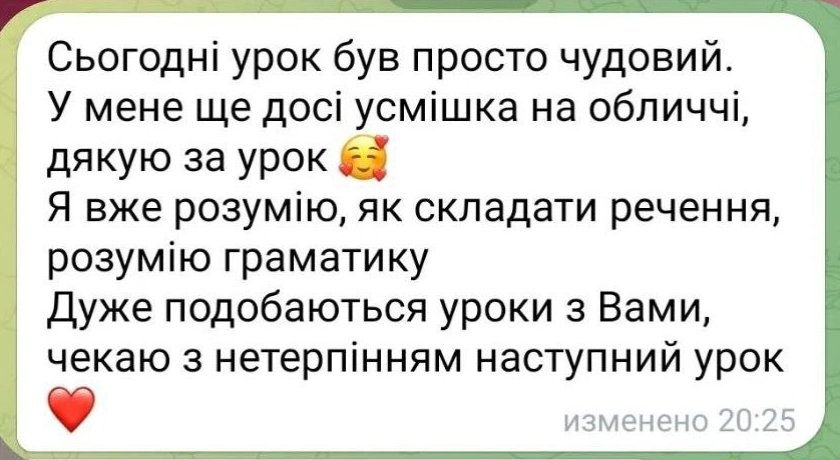 Сьогодні урок був просто чудовий.
У мене ще досі усмішка на обличчі,
дякую за урок 🥰
Я вже розумію, як складати речення,
розумію граматику
Дуже подобаються уроки з Вами,
чекаю з нетерпінням наступний урок
❤️
изменено 20:25